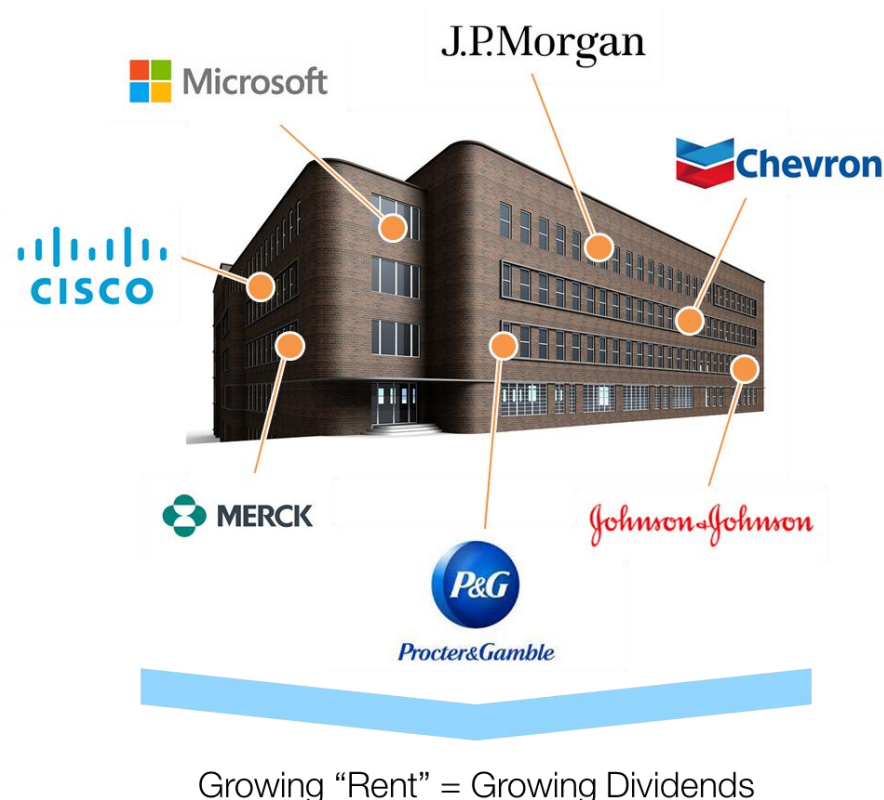 J.P.Morgan
Microsoft
Chevron
CISCO
MERCK
Johnson&Johnson
P&G
Procter&Gamble
Growing “Rent” = Growing Dividends